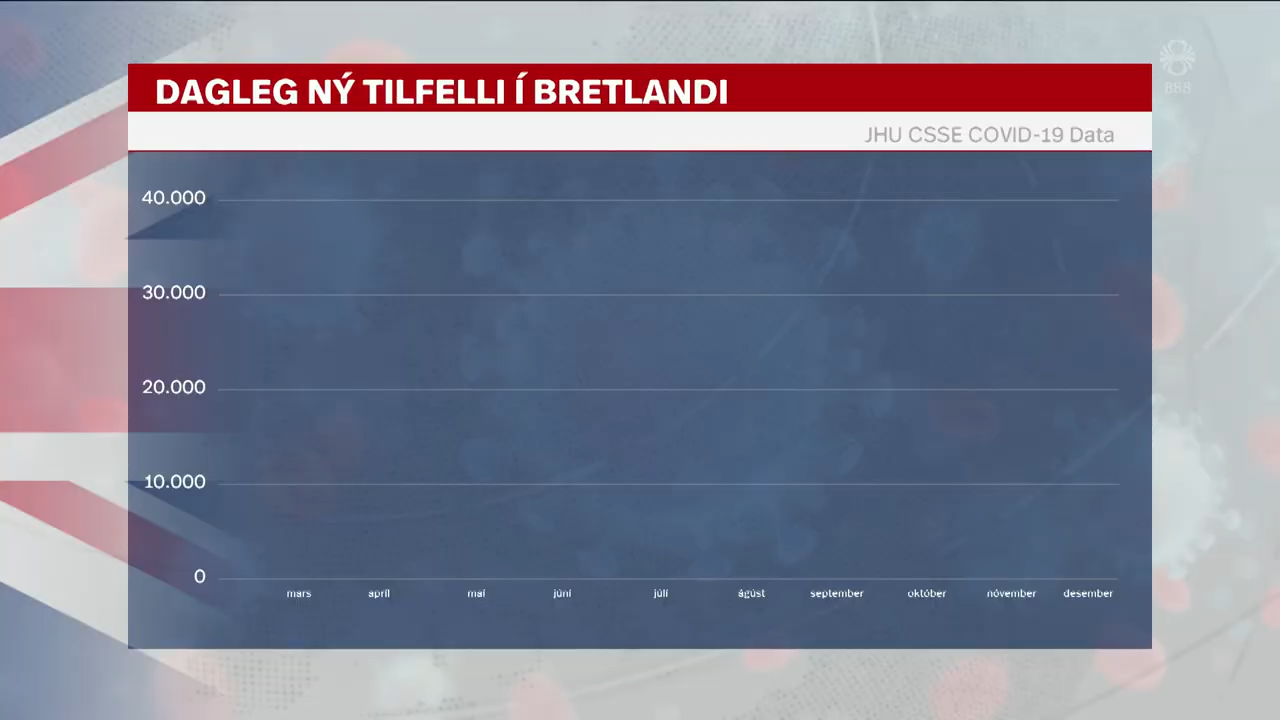 DAGLEG NÝ TILFELLI Í BRETLANDI
888
JHU CSSE COVID-19 Data
40.000
30.000
20.000
10.000
0
mars apríl maí júní júlí ágúst september október nóvember desember